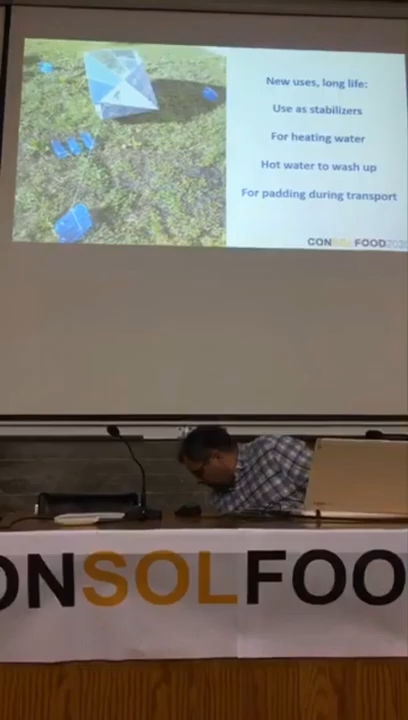 New uses, long life:
Use as stabilizers
For heating water
Hot water to wash up
For padding during transport
CONSOLFOOD2020
ONSOLFOO